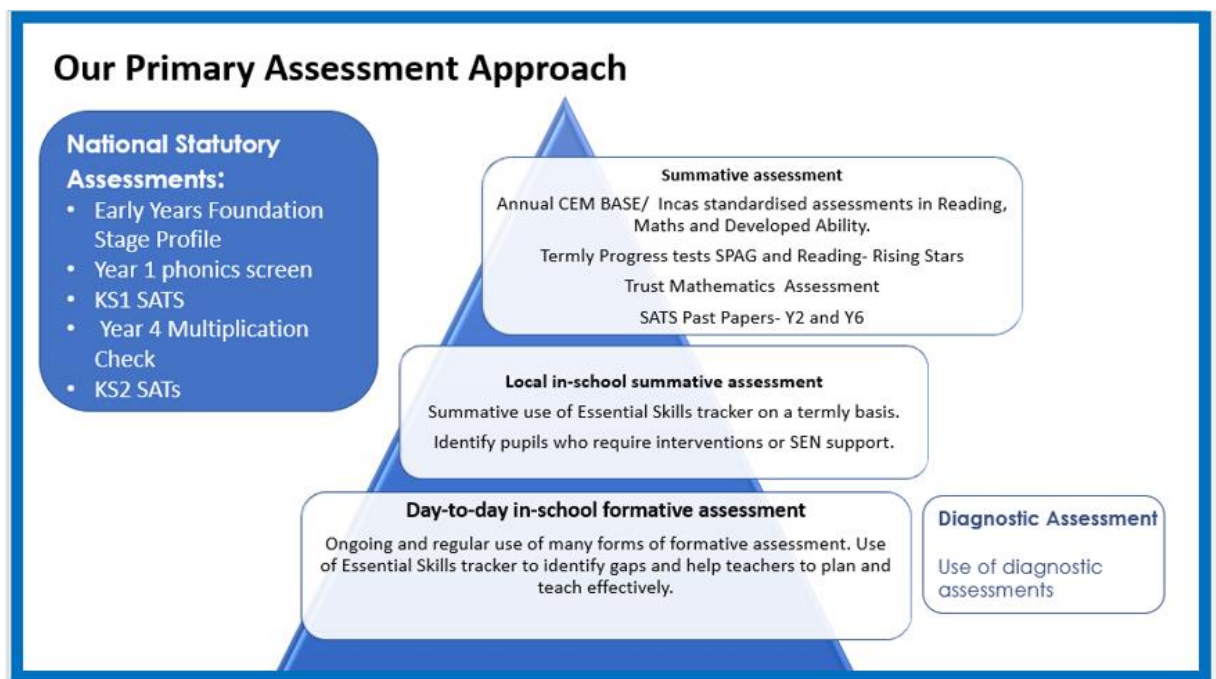 Our Primary Assessment Approach
National Statutory
Assessments:
• Early Years Foundation
Stage Profile
• Year 1 phonics screen
• KS1 SATS
• Year 4 Multiplication
Check
• KS2 SATs
Summative assessment
Annual CEM BASE/ Incas standardised assessments in Reading,
Maths and Developed Ability.
Termly Progress tests SPAG and Reading- Rising Stars
Trust Mathematics Assessment
SATS Past Papers- Y2 and Y6
Local in-school summative assessment
Summative use of Essential Skills tracker on a termly basis.
Identify pupils who require interventions or SEN support.
Day-to-day in-school formative assessment
Ongoing and regular use of many forms of formative assessment. Use
of Essential Skills tracker to identify gaps and help teachers to plan and
teach effectively.
Diagnostic Assessment
Use of diagnostic
assessments